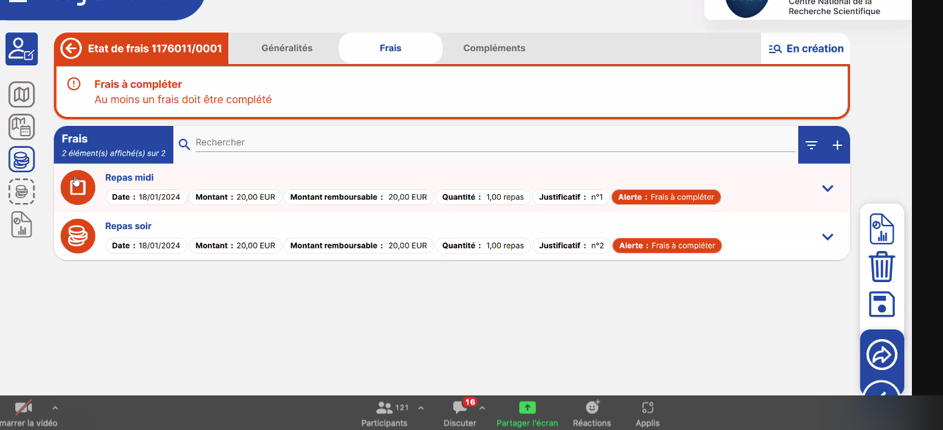 Centre National de la
Recherche Scientifique
Etat de frais 1176011/0001
Généralités
Frais
Compléments
En création
Frais à compléter
Au moins un frais doit être complété
Frais
2 élément(s) affiché(s) sur 2
Rechercher
Repas midi
Date : 18/01/2024 Montant : 20,00 EUR Montant remboursable : 20,00 EUR Quantité : 1,00 repas Justificatif : n°1 Alerte : Frais à compléter
Repas soir
Date : 18/01/2024 Montant : 20,00 EUR Montant remboursable : 20,00 EUR Quantité : 1,00 repas Justificatif : n°2 Alerte : Frais à compléter
121
16
marrer la vidéo
Participants
Discuter
Partager l'écran
Réactions
Applis